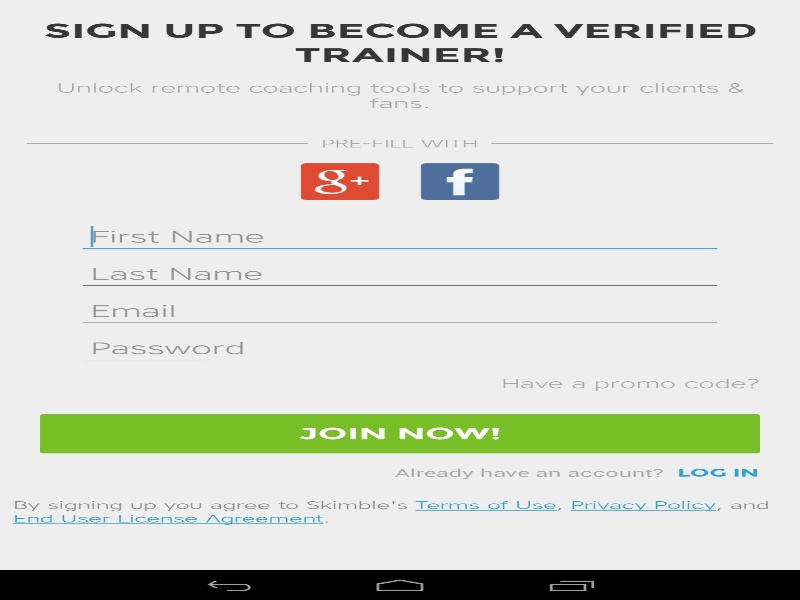 SIGN UP TO BECOME A VERIFIED
TRAINER!
Unlock remote coaching tools to support your clients &
fans.
PRE-FILL WITH
g+ f
First Name
Last Name
Email
Password
Have a promo code?
JOIN NOW!
Already have an account? LOG IN
By signing up you agree to Skimble's Terms of Use, Privacy Policy, and
End User License Agreement.